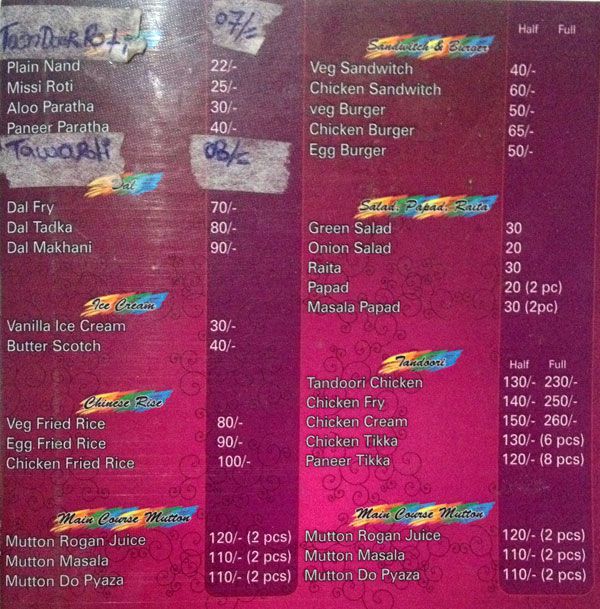 TaanDoorRoti 07/=
Plain Nand 22/-
Missi Roti 25/-
Aloo Paratha 30/-
Paneer Paratha 40/-
TawaRoti 03/=
Dal
Dal Fry 70/-
Dal Tadka 80/-
Dal Makhani 90/-
Ice Cream
Vanilla Ice Cream 30/-
Butter Scotch 40/-
Chinese Rise
Veg Fried Rice 80/-
Egg Fried Rice 90/-
Chicken Fried Rice 100/-
Main Course Mutton
Mutton Rogan Juice 120/- (2 pcs)
Mutton Masala 110/- (2 pcs)
Mutton Do Pyaza 110/- (2 pcs)
Half Full
Sandwitch & Burger
Veg Sandwitch 40/-
Chicken Sandwitch 60/-
veg Burger 50/-
Chicken Burger 65/-
Egg Burger 50/-
Salad, Papad, Raita
Green Salad 30
Onion Salad 20
Raita 30
Papad 20 (2 pc)
Masala Papad 30 (2pc)
Tandoori Half Full
Tandoori Chicken 130/- 230/-
Chicken Fry 140/- 250/-
Chicken Cream 150/- 260/-
Chicken Tikka 130/- (6 pcs)
Paneer Tikka 120/- (8 pcs)
Main Course Mutton
Mutton Rogan Juice 120/- (2 pcs)
Mutton Masala 110/- (2 pcs)
Mutton Do Pyaza 110/- (2 pcs)